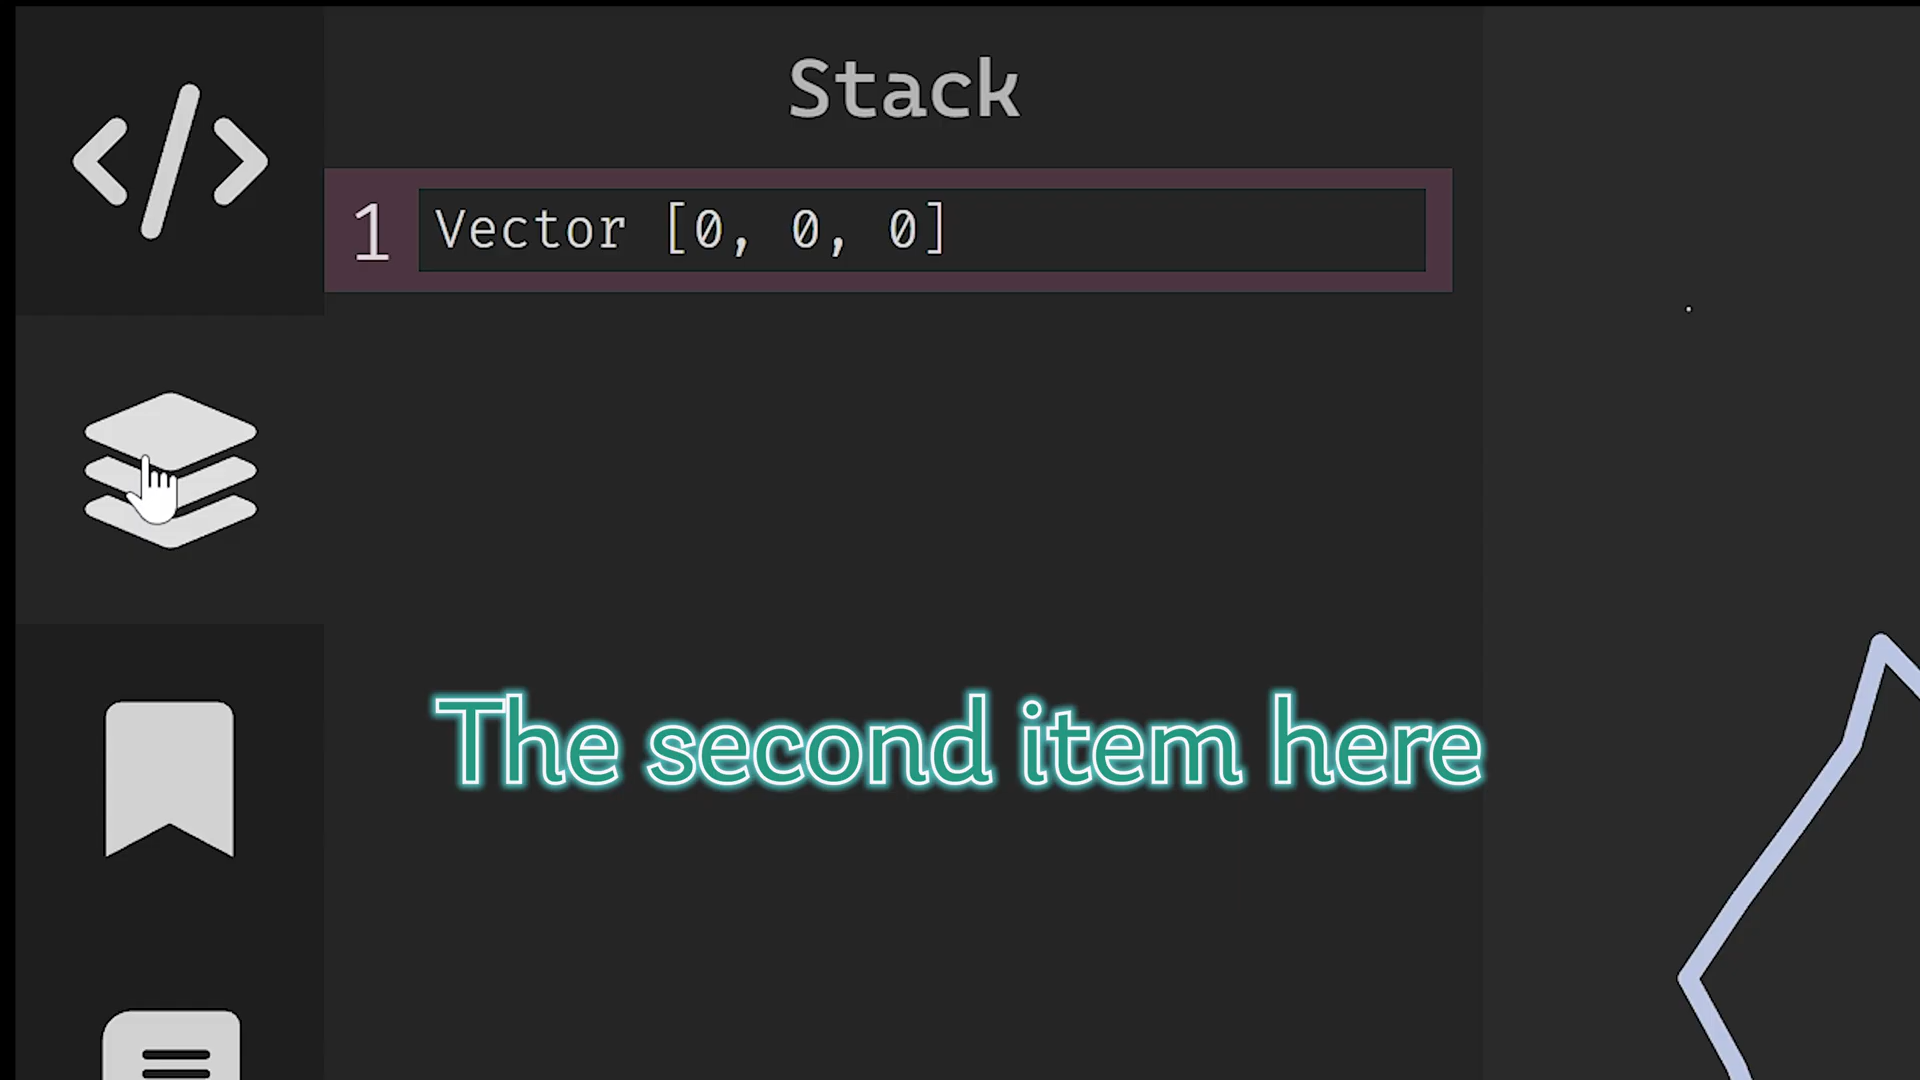 Stack
1 Vector [0, 0, 0]
The second item here